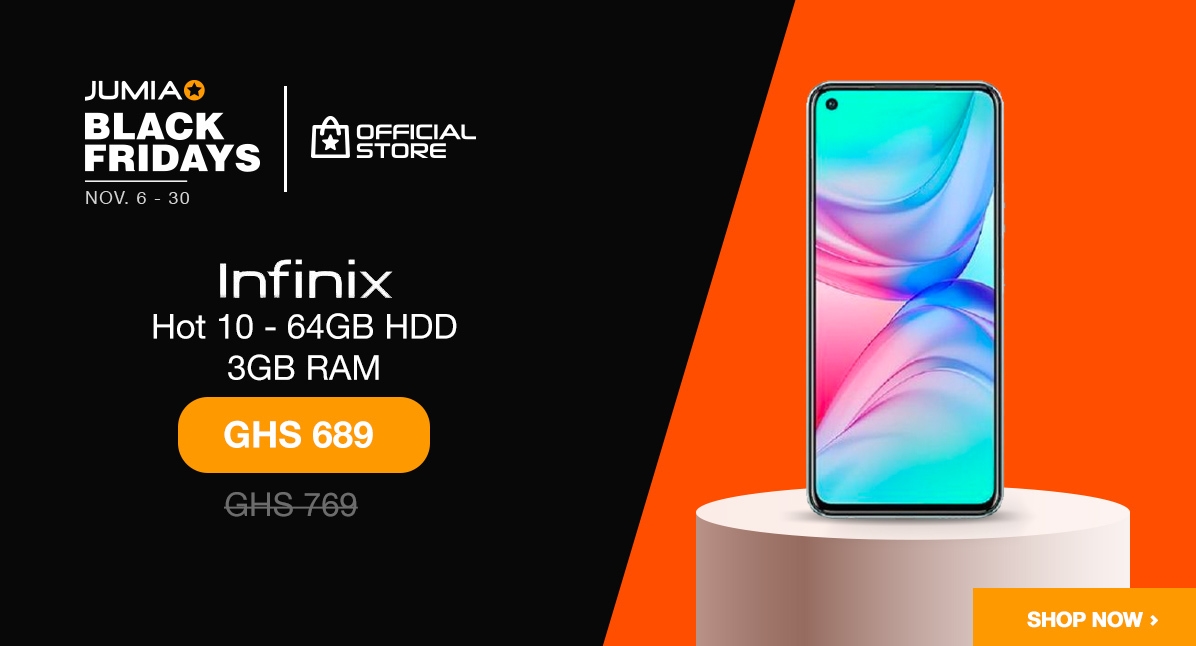 JUMIA
BLACK
FRIDAYS
NOV. 6 - 30
OFFICIAL
STORE
Infinix
Hot 10 - 64GB HDD
3GB RAM
GHS 689
GHS 769
SHOP NOW ›